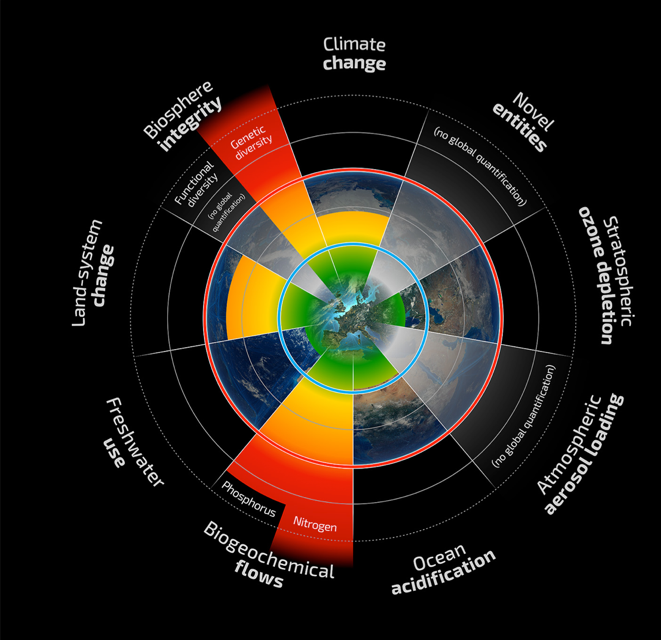 Climate
change
Novel
entities
(no global quantification)
Stratospheric
ozone depletion
Atmospheric
aerosol loading
(no global quantification)
Ocean
acidification
Biogeochemical
flows
Phosphorus
Nitrogen
Freshwater
use
Land-system
change
Biosphere
integrity
Genetic
diversity
Functional
diversity
(no global
quantification)